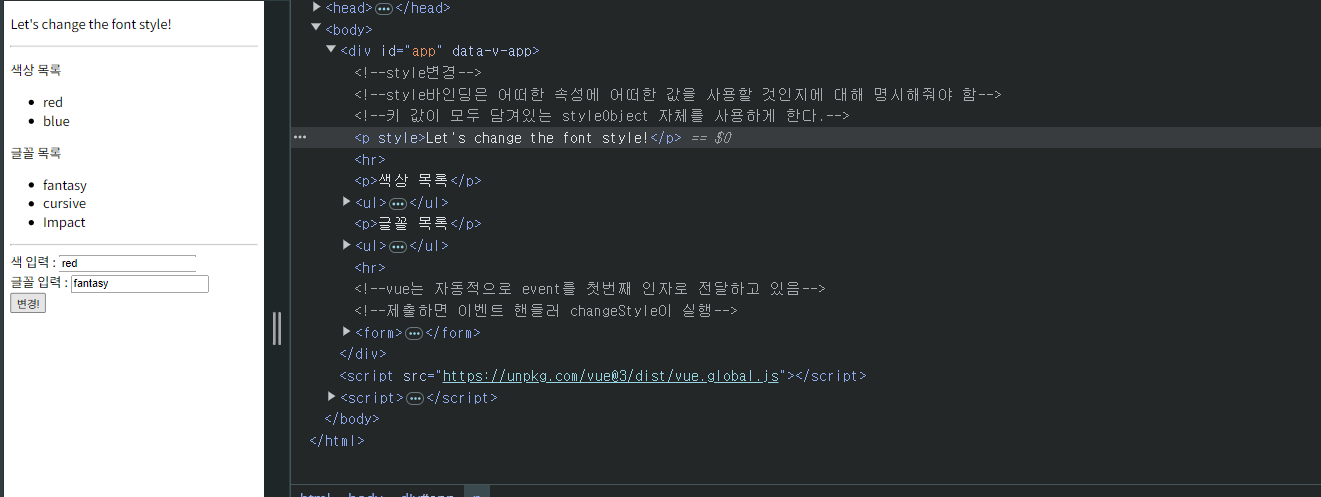 Let's change the font style!
색상 목록
red
blue
글꼴 목록
fantasy
cursive
Impact
색 입력 : red
글꼴 입력 : fantasy
변경!
<head>…</head>
<body>
<div id="app" data-v-app>
<!--style변경-->
<!--style바인딩은 어떠한 속성에 어떠한 값을 사용할 것인지에 대해 명시해줘야 함-->
<!--키 값이 모두 담겨있는 styleObject 자체를 사용하게 한다.-->
<p style>Let's change the font style!</p> == $0
<hr>
<p>색상 목록</p>
<ul>…</ul>
<p>글꼴 목록</p>
<ul>…</ul>
<hr>
<!--vue는 자동적으로 event를 첫번째 인자로 전달하고 있음-->
<!--제출하면 이벤트 핸들러 changeStyle이 실행-->
<form>…</form>
</div>
<script src="https://unpkg.com/vue@3/dist/vue.global.js"></script>
<script>…</script>
</body>
</html>
html body div#app p